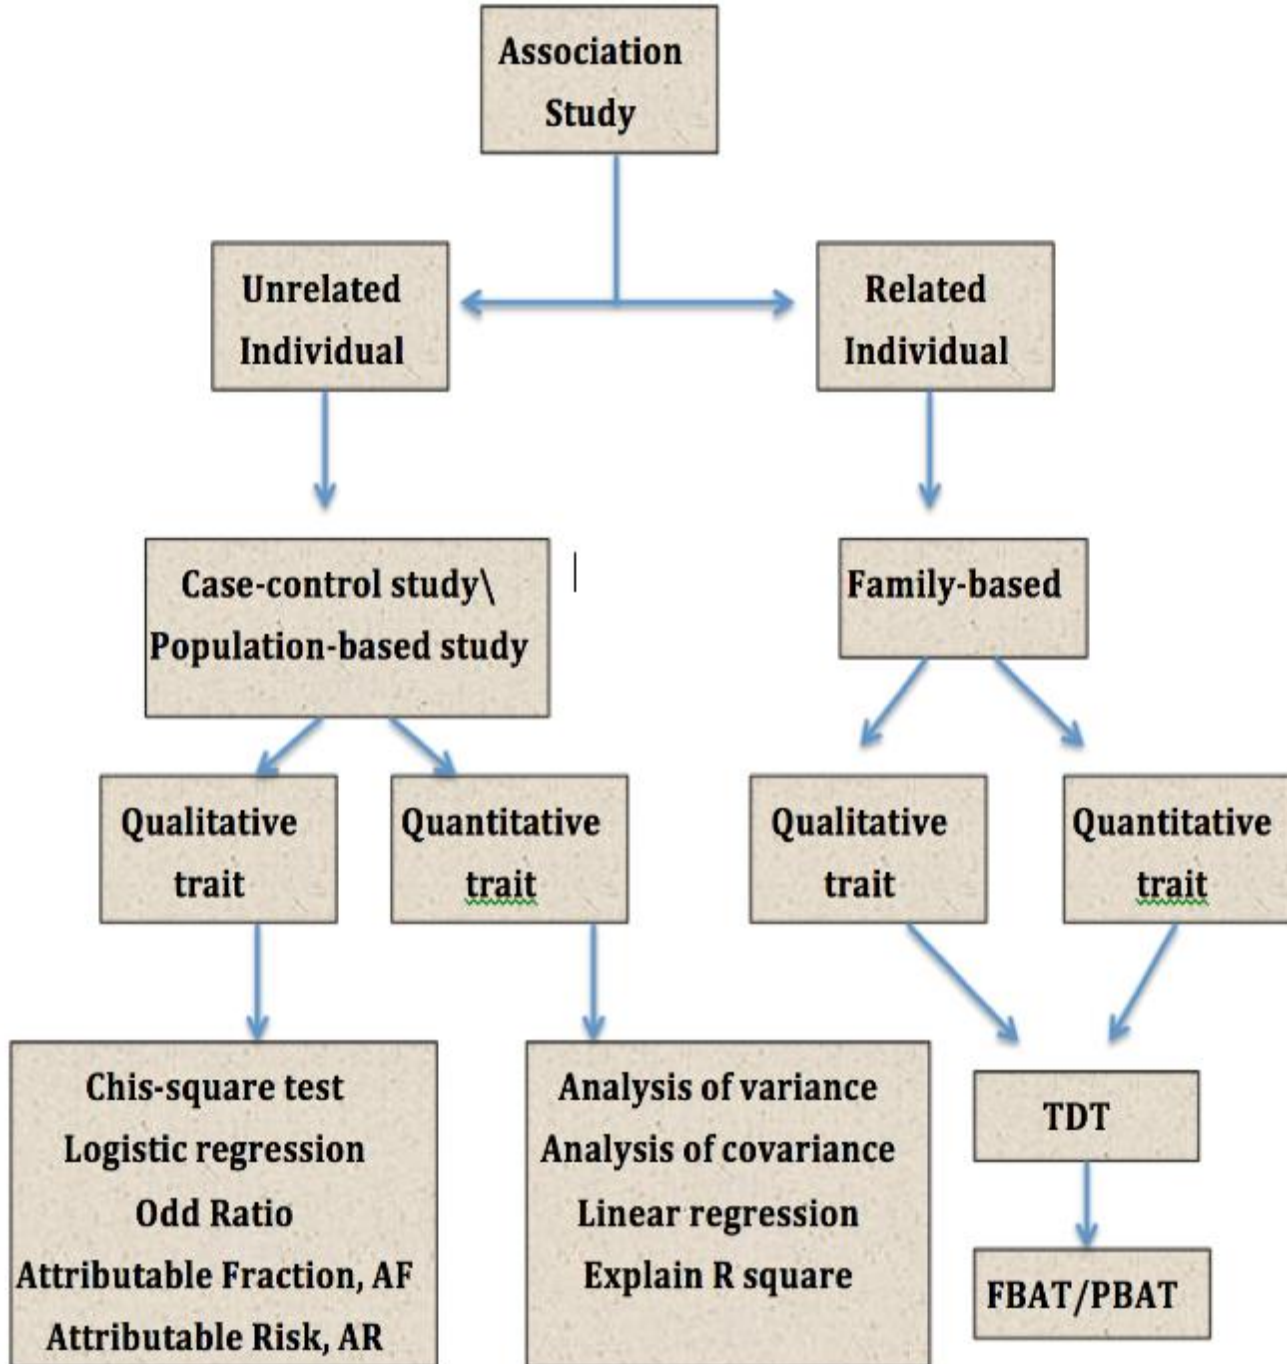 Association
Study
Unrelated
Individual
Related
Individual
Case-control study\
Population-based study
Family-based
Qualitative
trait
Quantitative
trait
Qualitative
trait
Quantitative
trait
Chis-square test
Logistic regression
Odd Ratio
Attributable Fraction, AF
Attributable Risk, AR
Analysis of variance
Analysis of covariance
Linear regression
Explain R square
TDT
FBAT/PBAT